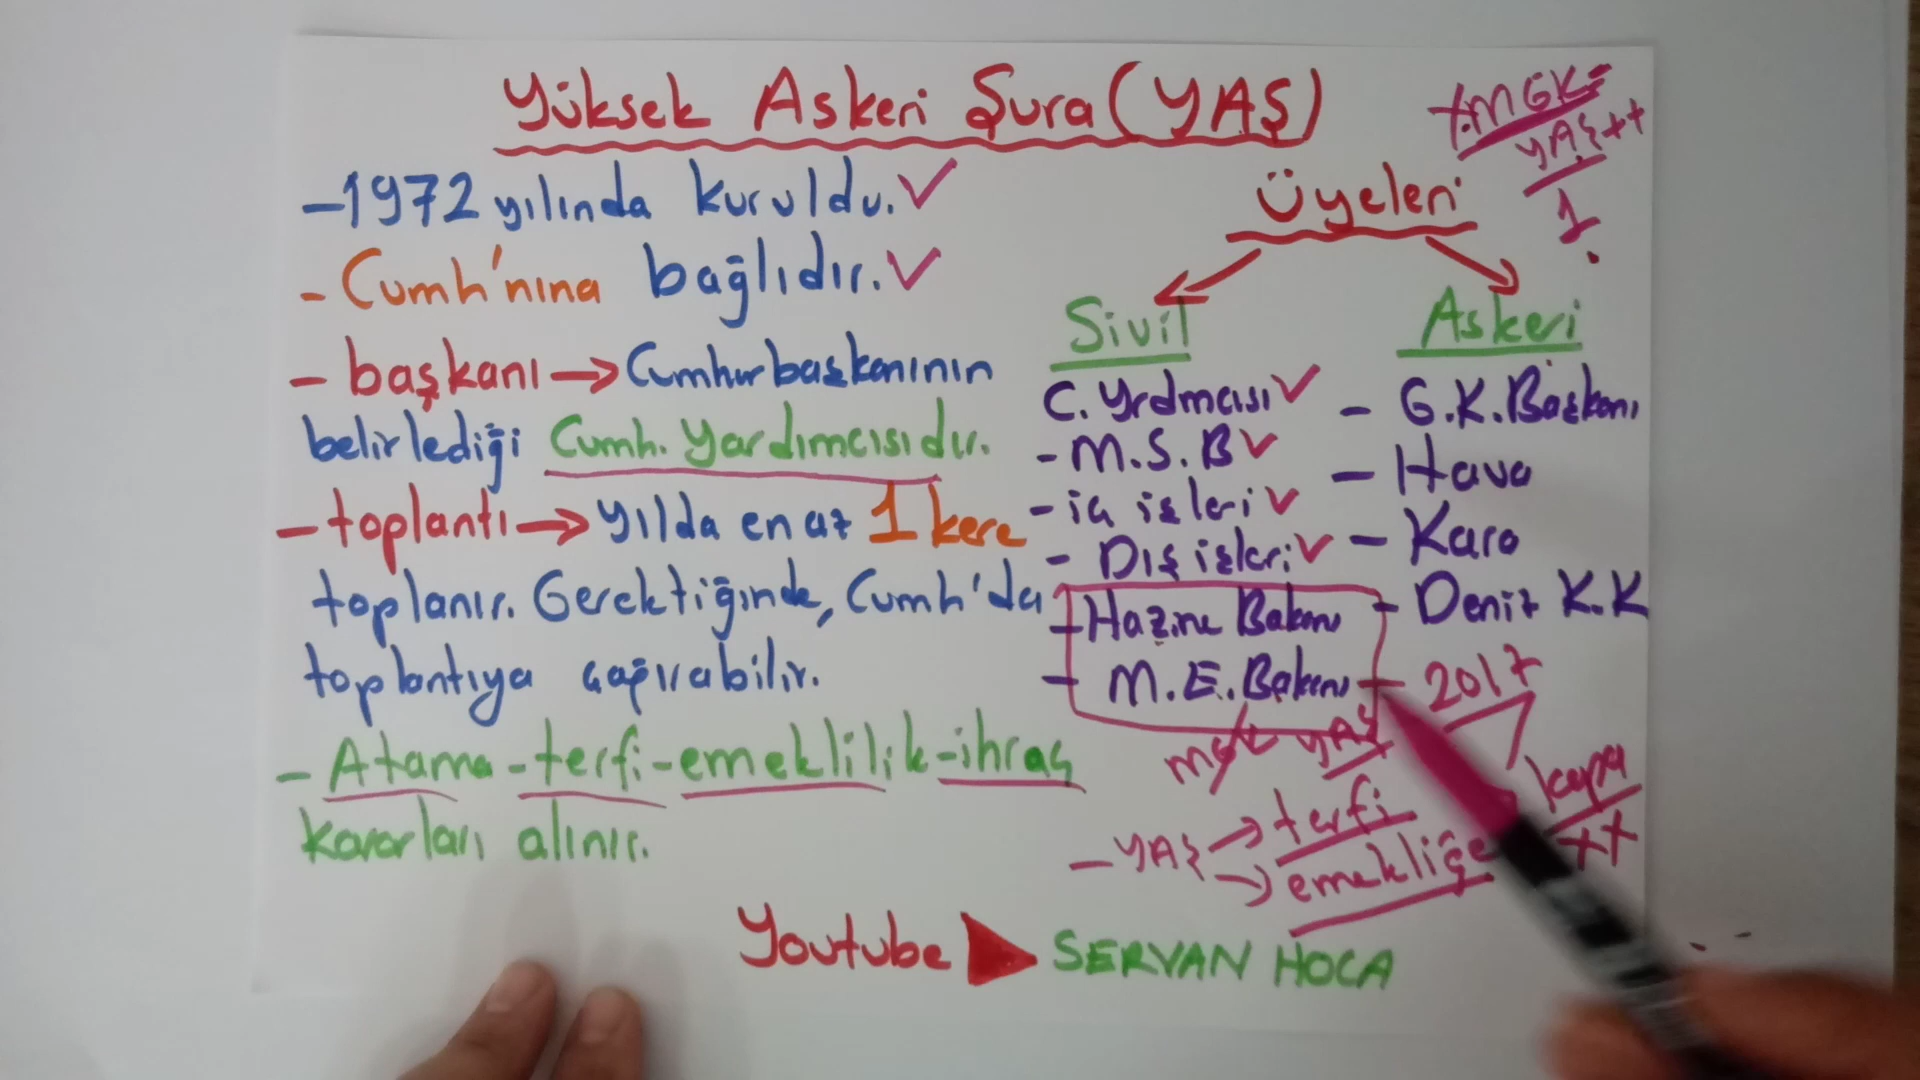 Yüksek Askeri Şura (YAŞ)
-1972 yılında kuruldu. ✓
- Cumh'nına bağlıdır. ✓
- başkanı → Cumhurbaşkanının
belirlediği Cumh. Yardımcısıdır.
- toplantı → yılda en az 1 kere
toplanır. Gerektiğinde, Cumh'da
toplantıya çağırabilir.
- Atama - terfi - emeklilik - ihraç
kararları alınır.
MGK
YAŞ ++
1.
Üyeleri
Sivil
C. Yrdmcısı ✓
- M.S.B ✓
- iç işleri ✓
- Dış işleri ✓
- Hazine Bakanı
- M.E. Bakanı
Askeri
- G.K. Başkanı
- Hava
- Kara
- Deniz K.K
- 2017
MGK YAŞ
- YAŞ → terfi
→ emekliğe
++
Youtube ▶ SERVAN HOCA